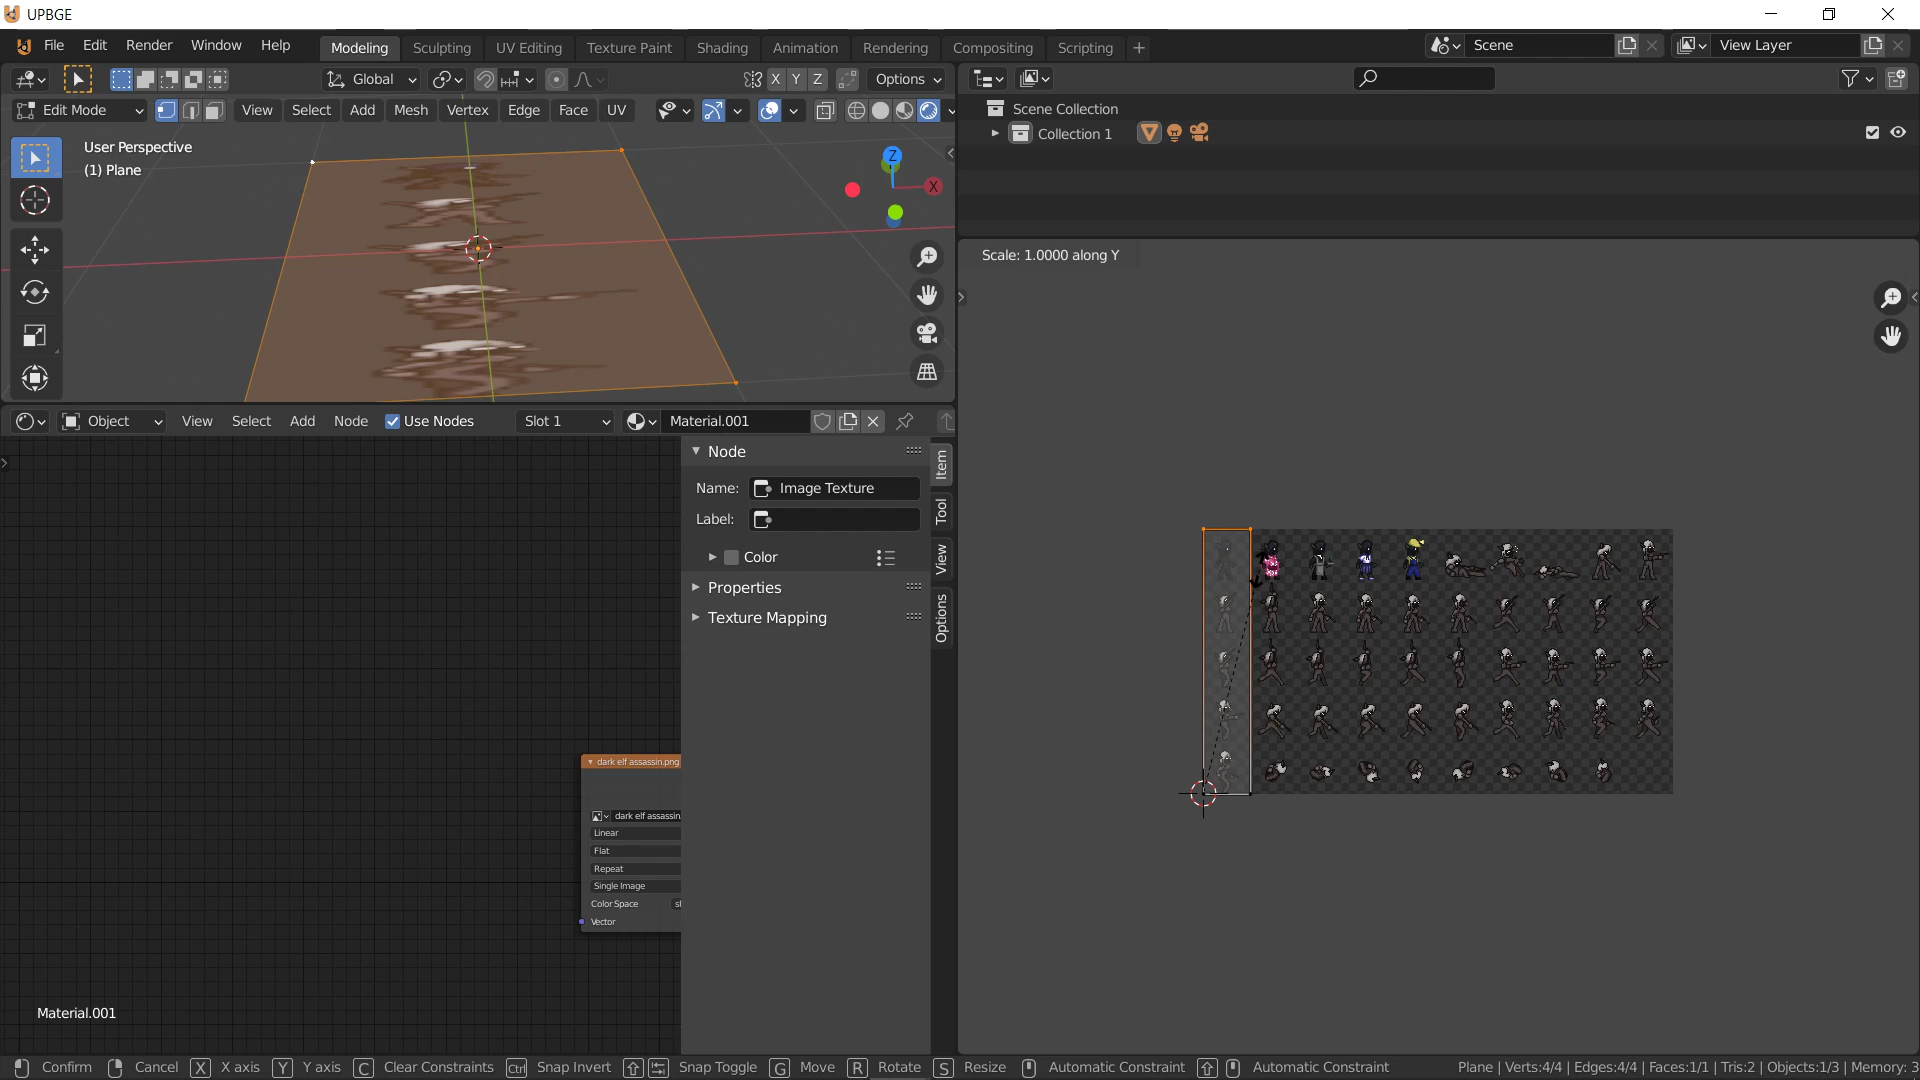 UPBGE
File Edit Render Window Help Modeling Sculpting UV Editing Texture Paint Shading Animation Rendering Compositing Scripting + Scene View Layer
Global X Y Z Options
Edit Mode View Select Add Mesh Vertex Edge Face UV
Scene Collection
Collection 1
User Perspective
(1) Plane
Z
X
Scale: 1.0000 along Y
Object View Select Add Node Use Nodes Slot 1 Material.001
Node
Name: Image Texture
Label:
Color
Properties
Texture Mapping
Item
Tool
View
Options
dark elf assassin.png
dark elf assassin.
Linear
Flat
Repeat
Single Image
Color Space
Vector
Material.001
Confirm Cancel X X axis Y Y axis C Clear Constraints Ctrl Snap Invert Snap Toggle G Move R Rotate S Resize Automatic Constraint Automatic Constraint Plane | Verts:4/4 | Edges:4/4 | Faces:1/1 | Tris:2 | Objects:1/3 | Memory: 3